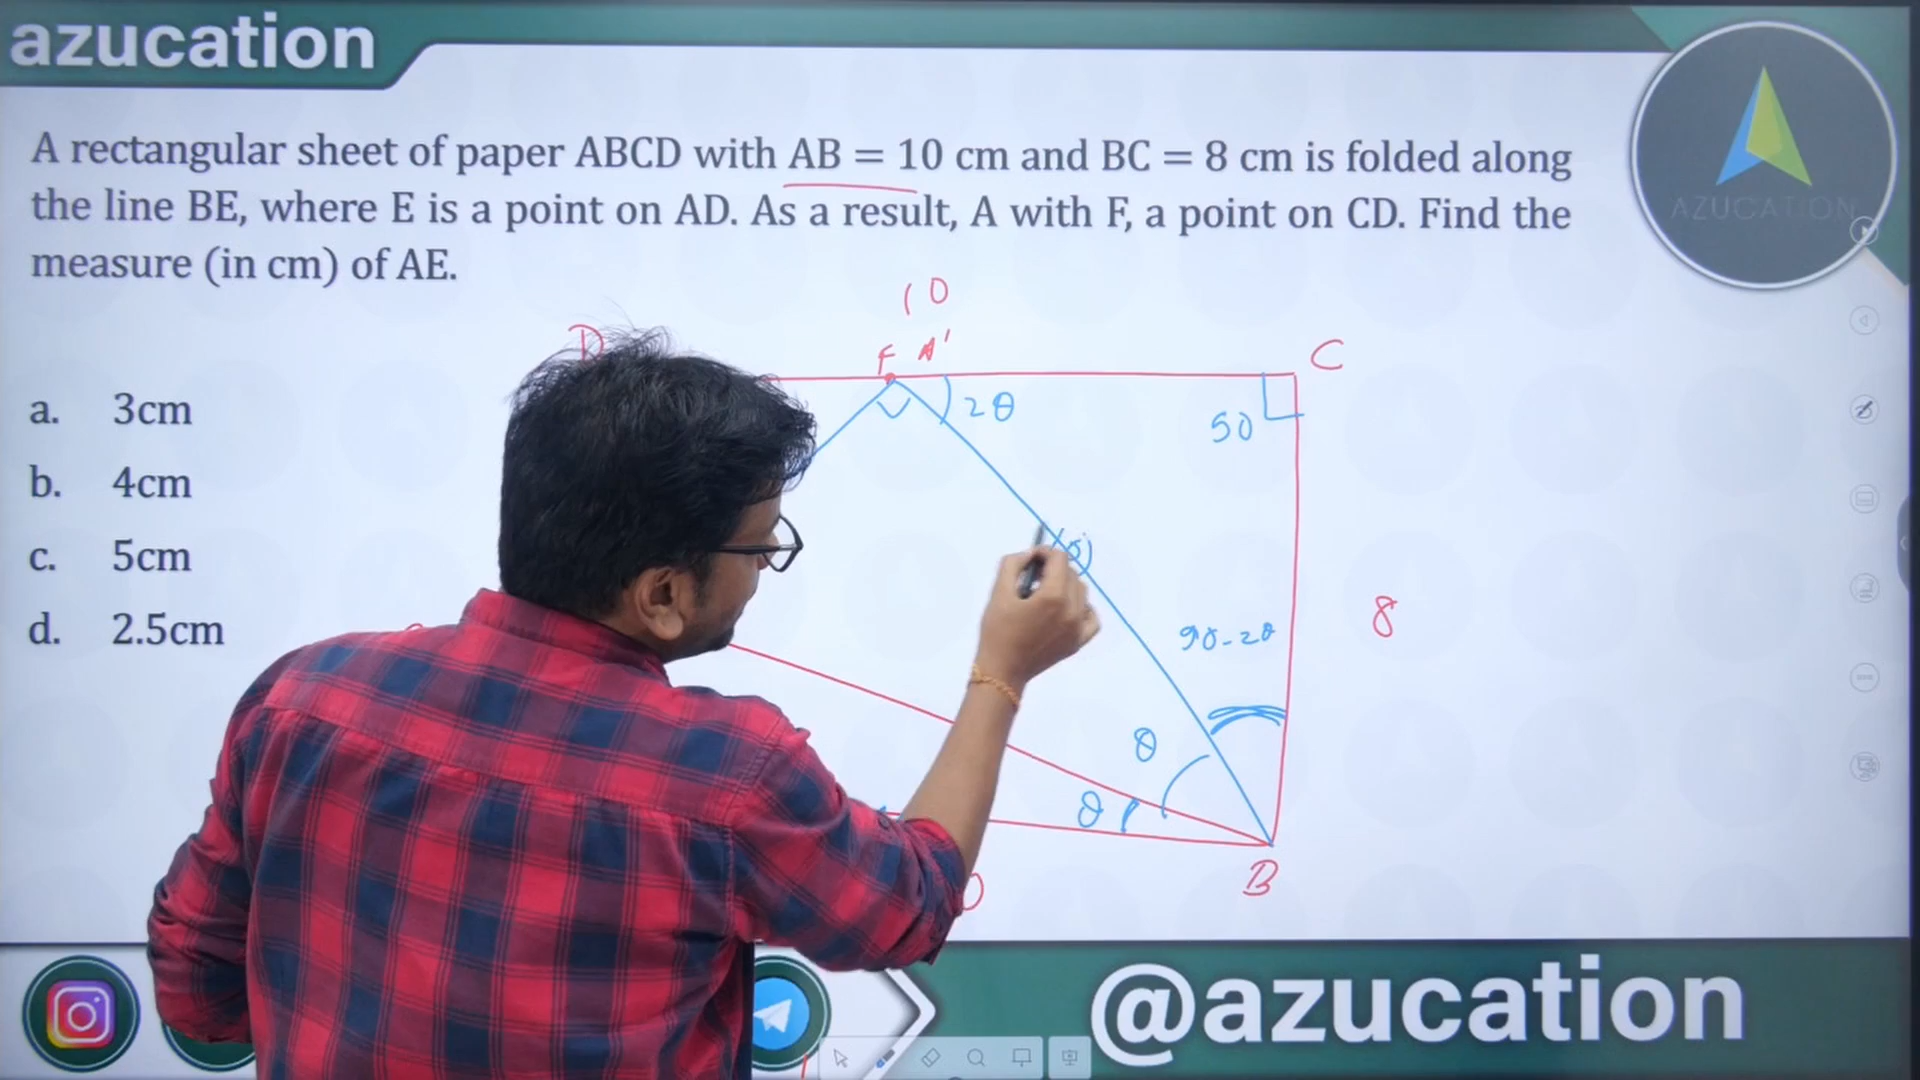 azucation
A rectangular sheet of paper ABCD with AB = 10 cm and BC = 8 cm is folded along
the line BE, where E is a point on AD. As a result, A with F, a point on CD. Find the
measure (in cm) of AE.
AZUCATION
10
D
F A'
C
a. 3cm
2θ
50
b. 4cm
c. 5cm
8
d. 2.5cm
90-2θ
θ
θ
B
@azucation